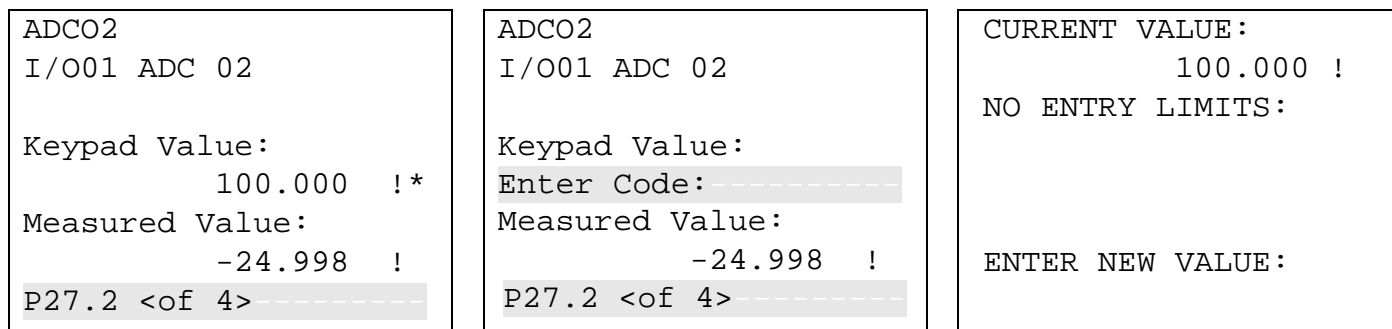 ADCO2
I/O01 ADC 02
Keypad Value:
100.000 !*
Measured Value:
-24.998 !
P27.2 <of 4>----------
ADCO2
I/O01 ADC 02
Keypad Value:
Enter Code:----------
Measured Value:
-24.998 !
P27.2 <of 4>----------
CURRENT VALUE:
100.000 !
NO ENTRY LIMITS:
ENTER NEW VALUE: